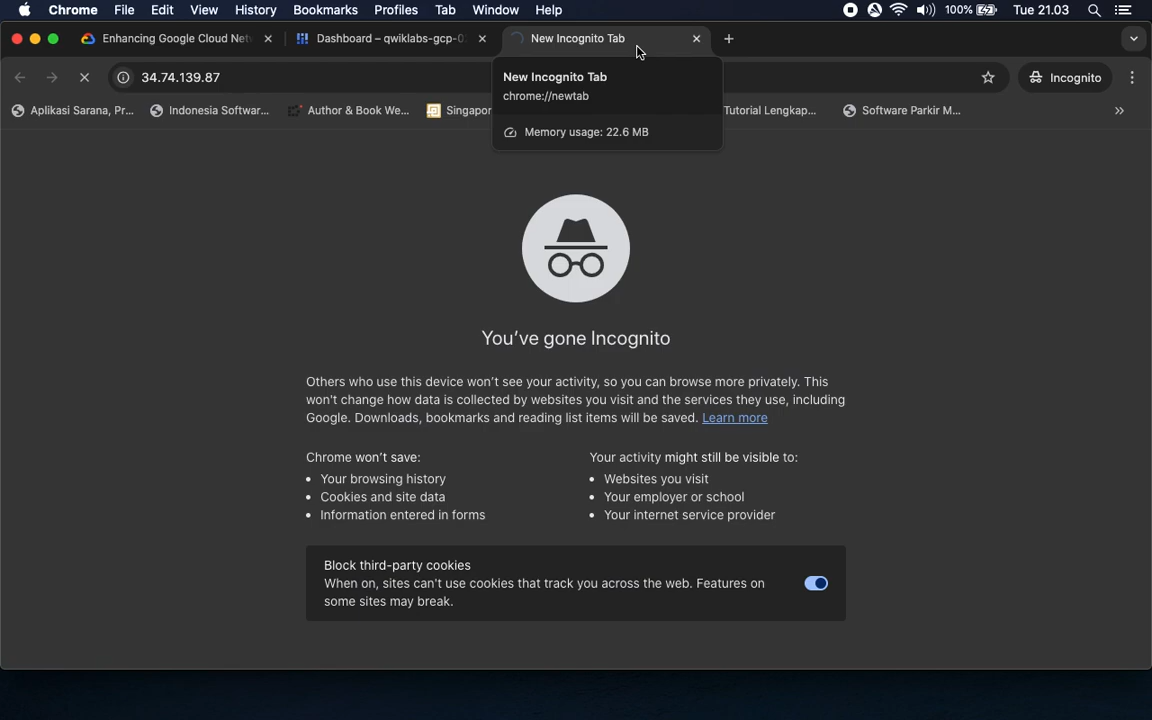 Chrome File Edit View History Bookmarks Profiles Tab Window Help 100% Tue 21.03
Enhancing Google Cloud Net
Dashboard – qwiklabs-gcp-0
New Incognito Tab
34.74.139.87
Incognito
New Incognito Tab
chrome://newtab
Memory usage: 22.6 MB
Aplikasi Sarana, Pr... Indonesia Softwar... Author & Book We... Singapor Tutorial Lengkap... Software Parkir M...
You've gone Incognito
Others who use this device won't see your activity, so you can browse more privately. This
won't change how data is collected by websites you visit and the services they use, including
Google. Downloads, bookmarks and reading list items will be saved. Learn more
Chrome won't save:
• Your browsing history
• Cookies and site data
• Information entered in forms
Your activity might still be visible to:
• Websites you visit
• Your employer or school
• Your internet service provider
Block third-party cookies
When on, sites can't use cookies that track you across the web. Features on
some sites may break.